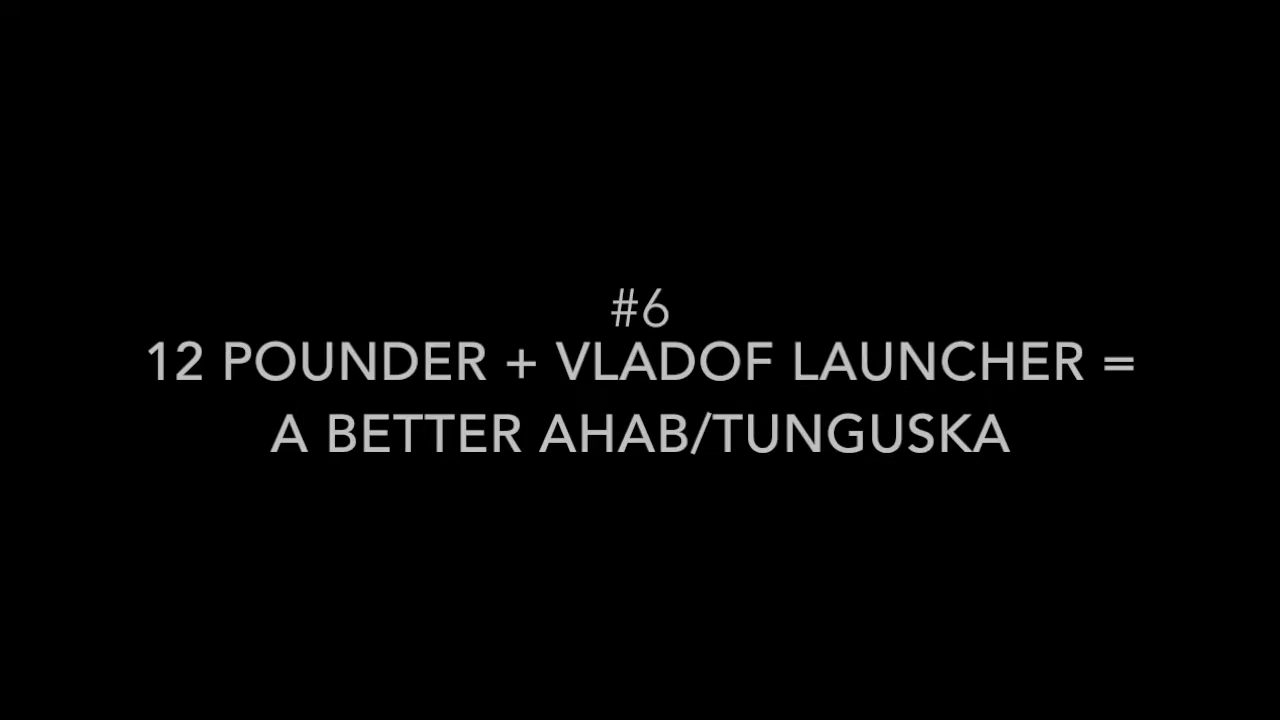 #6
12 POUNDER + VLADOF LAUNCHER =
A BETTER AHAB/TUNGUSKA